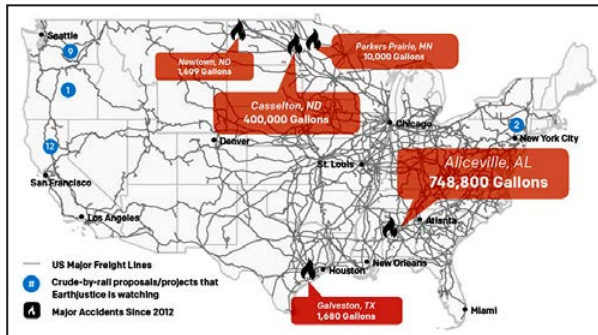 Seattle
9
Newtown, ND
1,609 Gallons
Parkers Prairie, MN
10,000 Gallons
1
Casselton, ND
400,000 Gallons
12
Denver
Chicago
2
New York City
St. Louis
Aliceville, AL
748,800 Gallons
San Francisco
Los Angeles
Atlanta
US Major Freight Lines
# Crude-by-rail proposals/projects that
Earthjustice is watching
Major Accidents Since 2012
Houston
New Orleans
Galveston, TX
1,680 Gallons
Miami